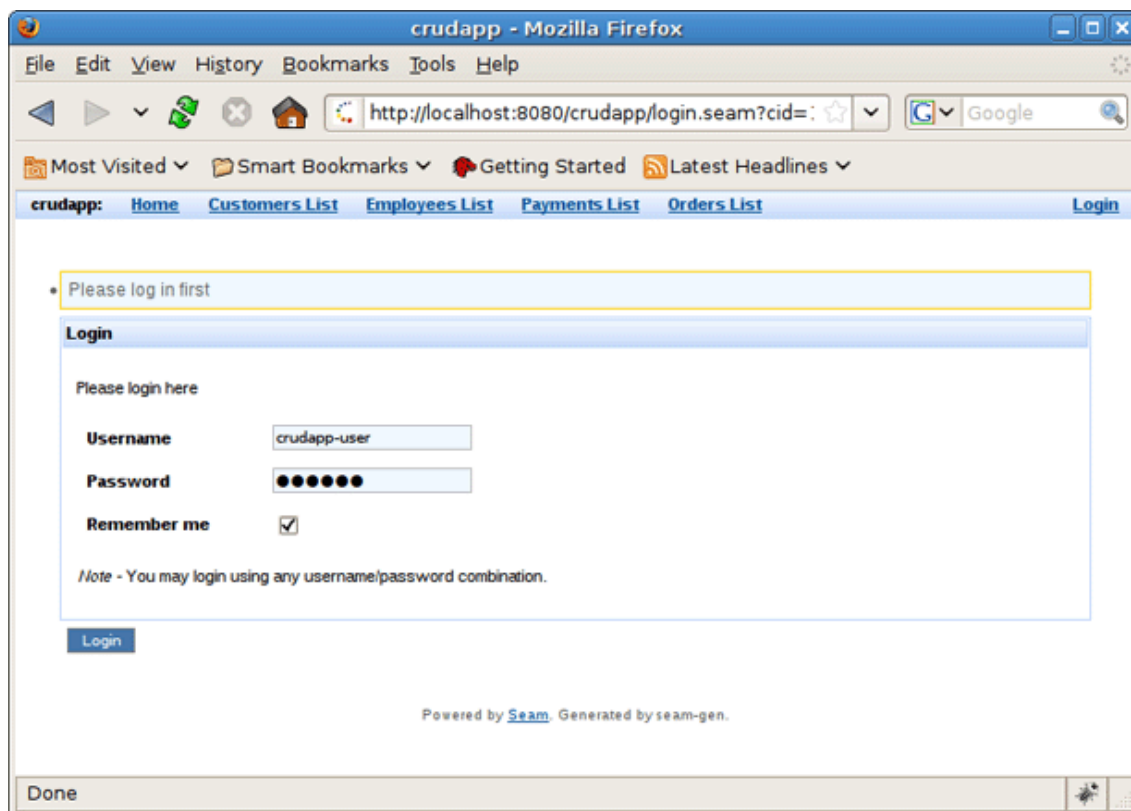 crudapp - Mozilla Firefox
File Edit View History Bookmarks Tools Help
http://localhost:8080/crudapp/login.seam?cid= G Google
Most Visited Smart Bookmarks Getting Started Latest Headlines
crudapp: Home Customers List Employees List Payments List Orders List Login
• Please log in first
Login
Please login here
Username crudapp-user
Password ●●●●●●
Remember me
Note - You may login using any username/password combination.
Login
Powered by Seam. Generated by seam-gen.
Done